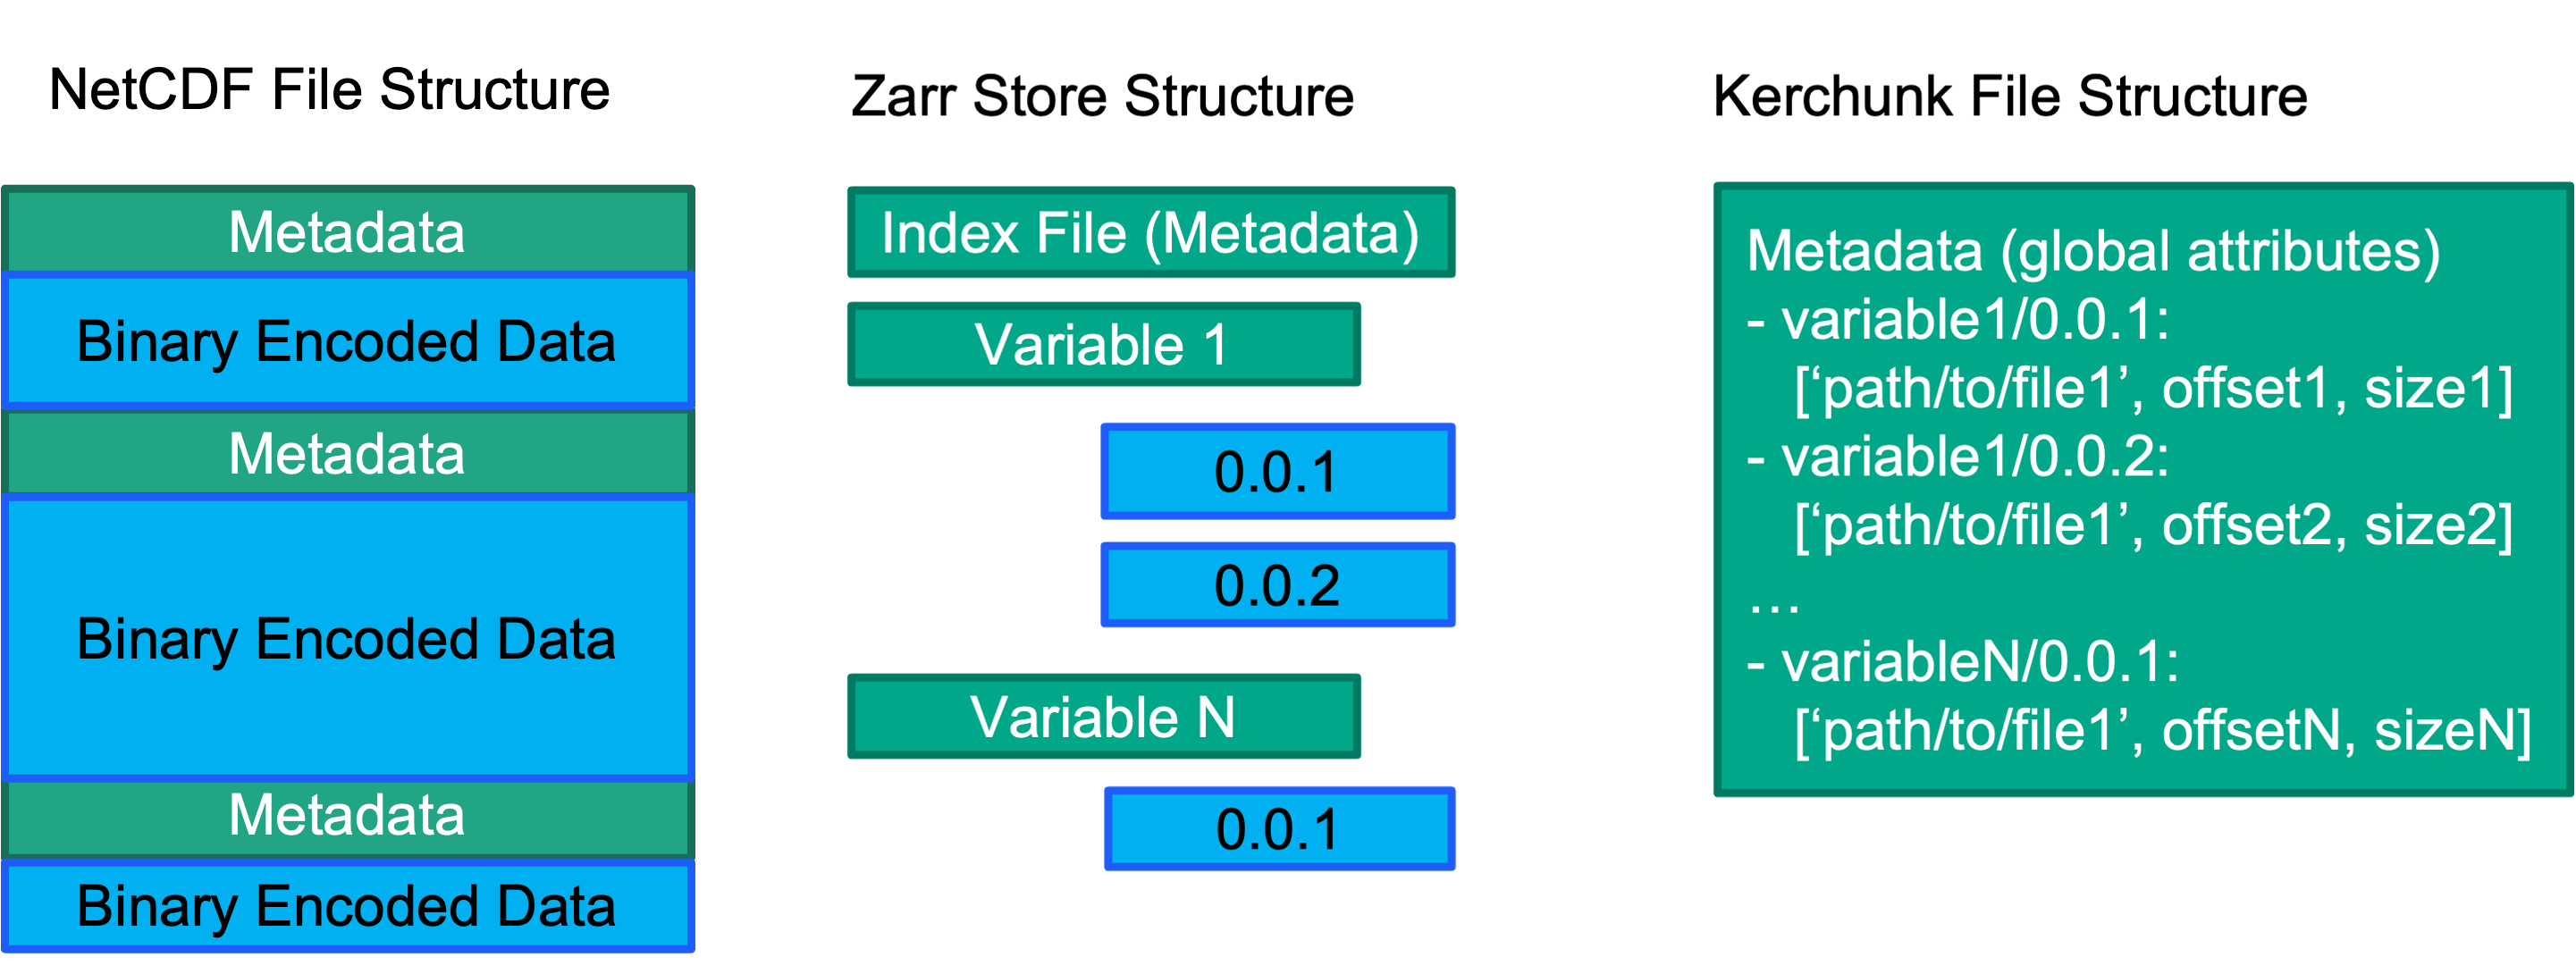 NetCDF File Structure
Metadata
Binary Encoded Data
Metadata
Binary Encoded Data
Metadata
Binary Encoded Data
Zarr Store Structure
Index File (Metadata)
Variable 1
0.0.1
0.0.2
Variable N
0.0.1
Kerchunk File Structure
Metadata (global attributes)
- variable1/0.0.1:
[‘path/to/file1’, offset1, size1]
- variable1/0.0.2:
[‘path/to/file1’, offset2, size2]
…
- variableN/0.0.1:
[‘path/to/file1’, offsetN, sizeN]